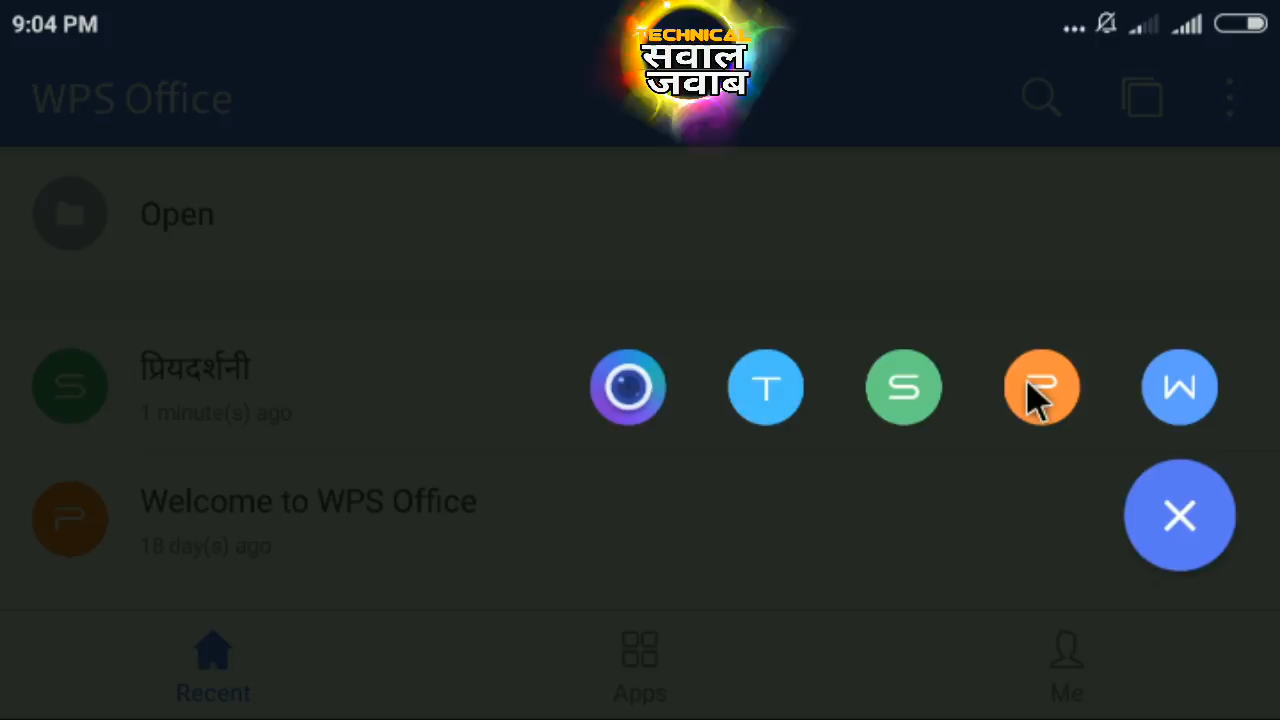 9:04 PM
TECHNICAL
सवाल
जवाब
WPS Office
Open
प्रियदर्शनी
1 minute(s) ago
T
S
P
W
Welcome to WPS Office
18 day(s) ago
Recent
Apps
Me